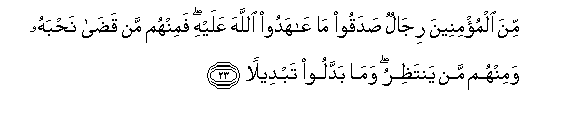 مِّنَ ٱلْمُؤْمِنِينَ رِجَالٌ صَدَقُوا۟ مَا عَـٰهَدُوا۟ ٱللَّهَ عَلَيْهِ ۖ فَمِنْهُم مَّن قَضَىٰ نَحْبَهُۥ
وَمِنْهُم مَّن يَنتَظِرُ ۖ وَمَا بَدَّلُوا۟ تَبْدِيلًا ﴿٢٣﴾